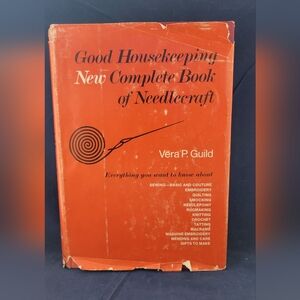 Good Housekeeping
New Complete Book
of Needlecraft
Vera P. Guild
Everything you want to know about
SEWING—BASIC AND COUTURE
EMBROIDERY
QUILTING
SMOCKING
NEEDLEPOINT
RUGMAKING
KNITTING
CROCHET
TATTING
MACRAMÉ
MACHINE EMBROIDERY
MENDING AND CARE
GIFTS TO MAKE